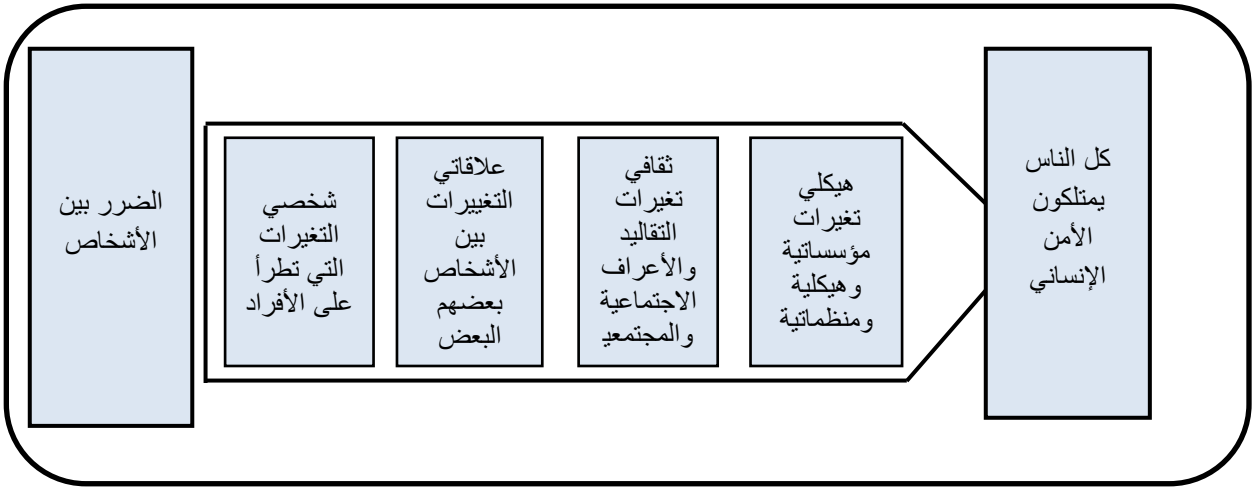 الضرر بين
الأشخاص
شخصي
التغيرات
التي تطرأ
على الأفراد
علاقاتي
التغييرات
بين
الأشخاص
بعضهم
البعض
ثقافي
تغيرات
التقاليد
والأعراف
الاجتماعية
والمجتمعي
هيكلي
تغيرات
مؤسساتية
وهيكلية
ومنظماتية
كل الناس
يمتلكون
الأمن
الإنساني